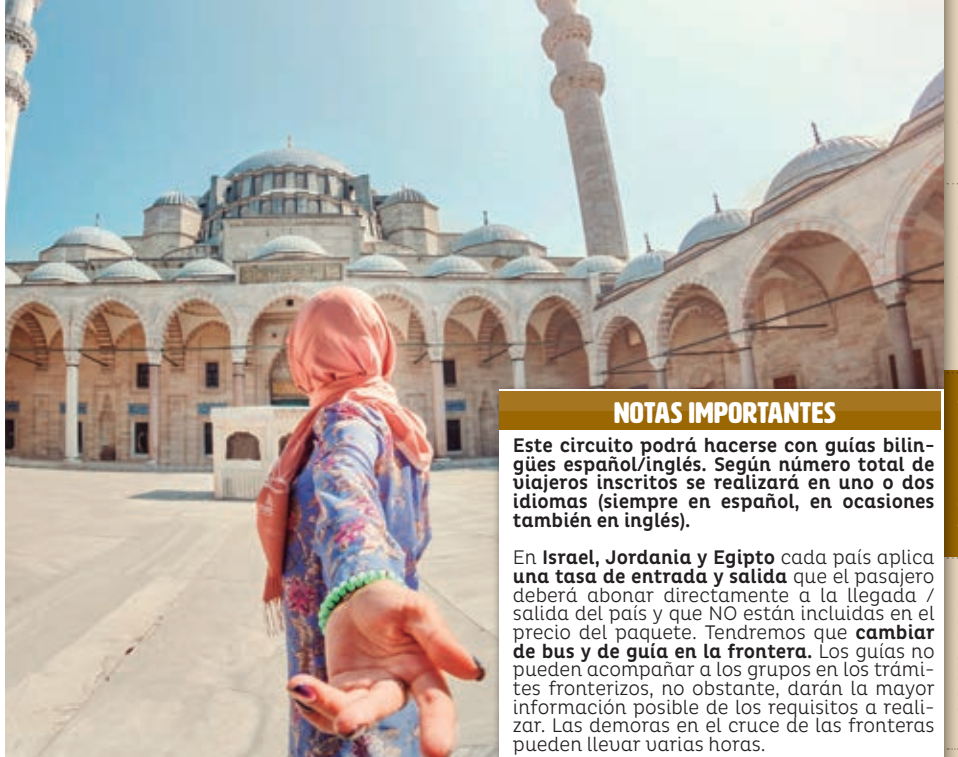 NOTAS IMPORTANTES
Este circuito podrá hacerse con guías bilin-
gües español/inglés. Según número total de
viajeros inscritos se realizará en uno o dos
idiomas (siempre en español, en ocasiones
también en inglés).
En Israel, Jordania y Egipto cada país aplica
una tasa de entrada y salida que el pasajero
deberá abonar directamente a la llegada /
salida del país y que NO están incluidas en el
precio del paquete. Tendremos que cambiar
de bus y de guía en la frontera. Los guías no
pueden acompañar a los grupos en los trámi-
tes fronterizos, no obstante, darán la mayor
información posible de los requisitos a reali-
zar. Las demoras en el cruce de las fronteras
pueden llevar varias horas.